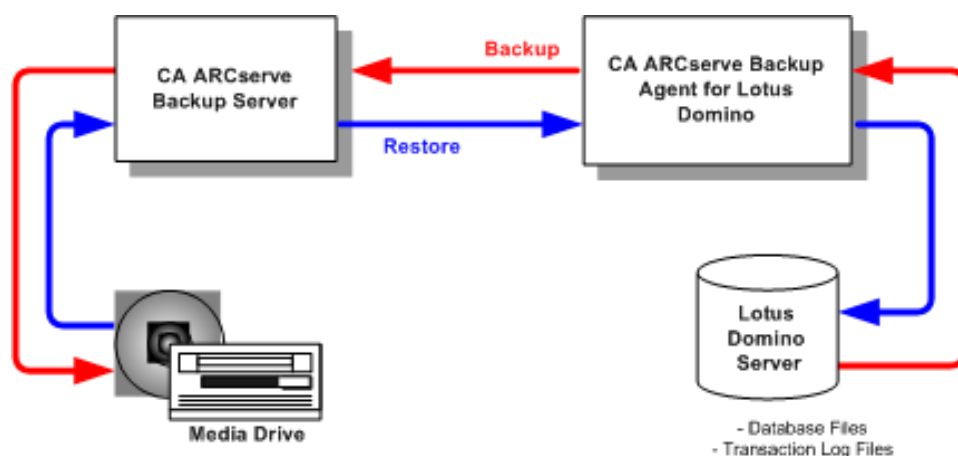 Backup
CA ARCserve
Backup Server
CA ARCserve Backup
Agent for Lotus
Domino
Restore
Lotus
Domino
Server
Media Drive
- Database Files
- Transaction Log Files